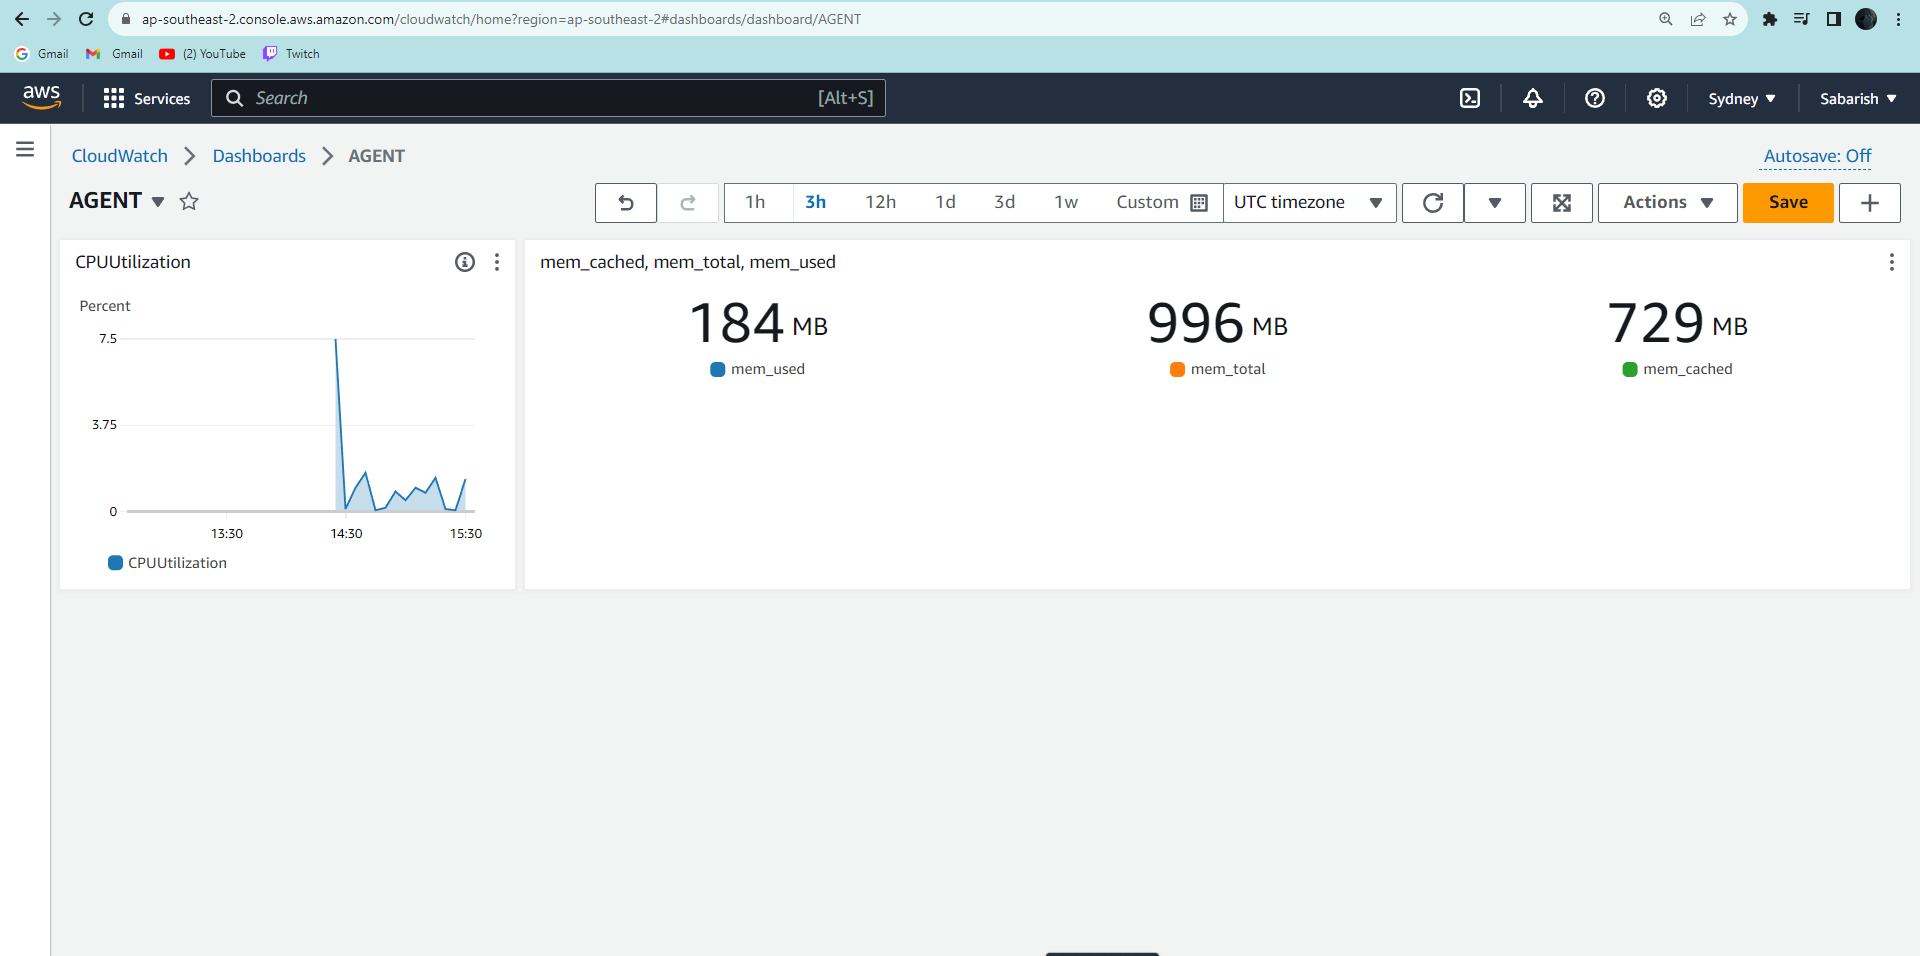 ap-southeast-2.console.aws.amazon.com/cloudwatch/home?region=ap-southeast-2#dashboards/dashboard/AGENT
Gmail Gmail (2) YouTube Twitch
aws Services Search [Alt+S] Sydney Sabarish
CloudWatch Dashboards AGENT Autosave: Off
AGENT 1h 3h 12h 1d 3d 1w Custom UTC timezone Actions Save
CPUUtilization
Percent
7.5
3.75
0
13:30 14:30 15:30
CPUUtilization
mem_cached, mem_total, mem_used
184 MB 996 MB 729 MB
mem_used mem_total mem_cached